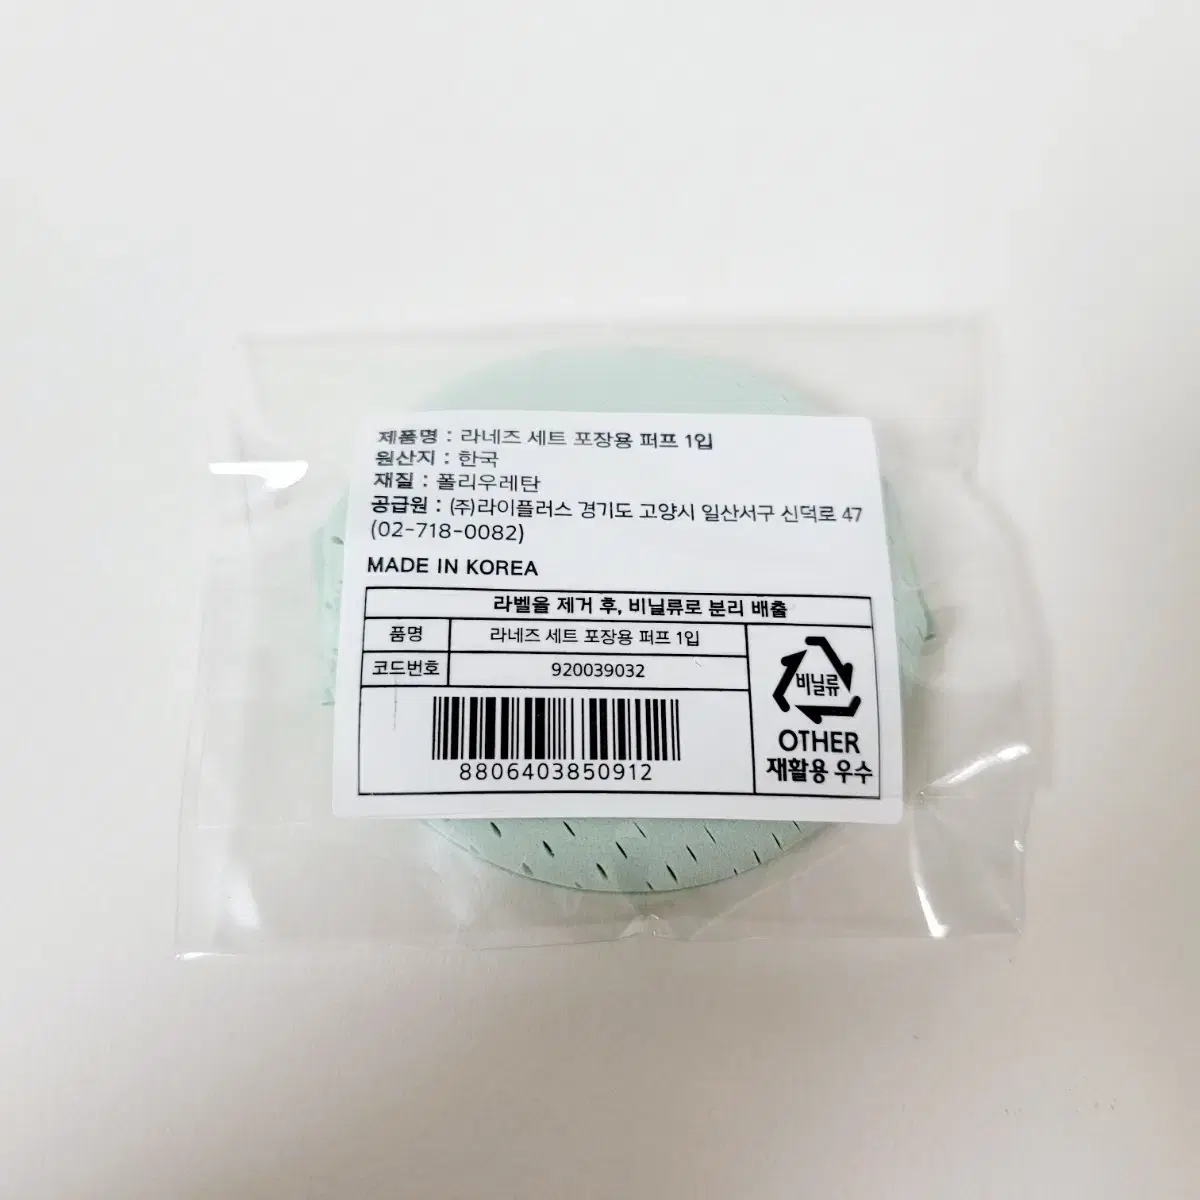 제품명 : 라네즈 세트 포장용 퍼프 1입
원산지 : 한국
재질 : 폴리우레탄
공급원 : (주)라이플러스 경기도 고양시 일산서구 신덕로 47
(02-718-0082)
MADE IN KOREA
라벨을 제거 후, 비닐류로 분리 배출
품명 라네즈 세트 포장용 퍼프 1입
코드번호 920039032
8806403850912
비닐류
OTHER
재활용 우수